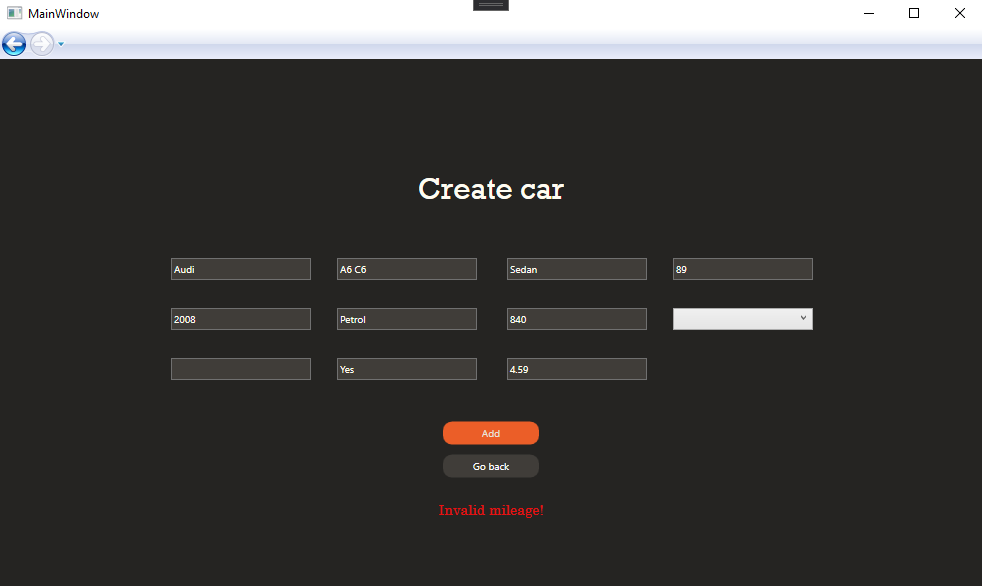 MainWindow
Create car
Audi A6 C6 Sedan 89
2008 Petrol 840
Yes 4.59
Add
Go back
Invalid mileage!